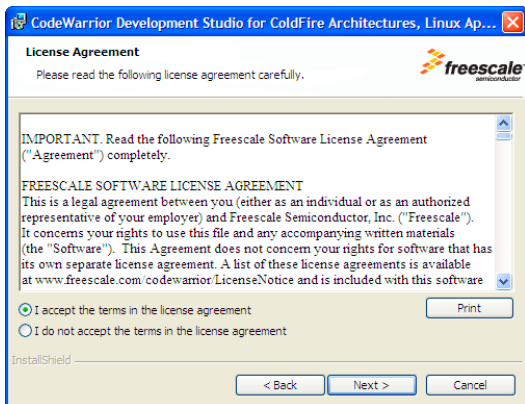 CodeWarrior Development Studio for ColdFire Architectures, Linux Ap...
License Agreement
Please read the following license agreement carefully.
freescale
semiconductor
IMPORTANT. Read the following Freescale Software License Agreement
("Agreement") completely.
FREESCALE SOFTWARE LICENSE AGREEMENT
This is a legal agreement between you (either as an individual or as an authorized
representative of your employer) and Freescale Semiconductor, Inc. ("Freescale").
It concerns your rights to use this file and any accompanying written materials
(the "Software"). This Agreement does not concern your rights for software that has
its own separate license agreement. A list of these license agreements is available
at www.freescale.com/codewarrior/LicenseNotice and is included with this software
I accept the terms in the license agreement
Print
I do not accept the terms in the license agreement
InstallShield
< Back
Next >
Cancel